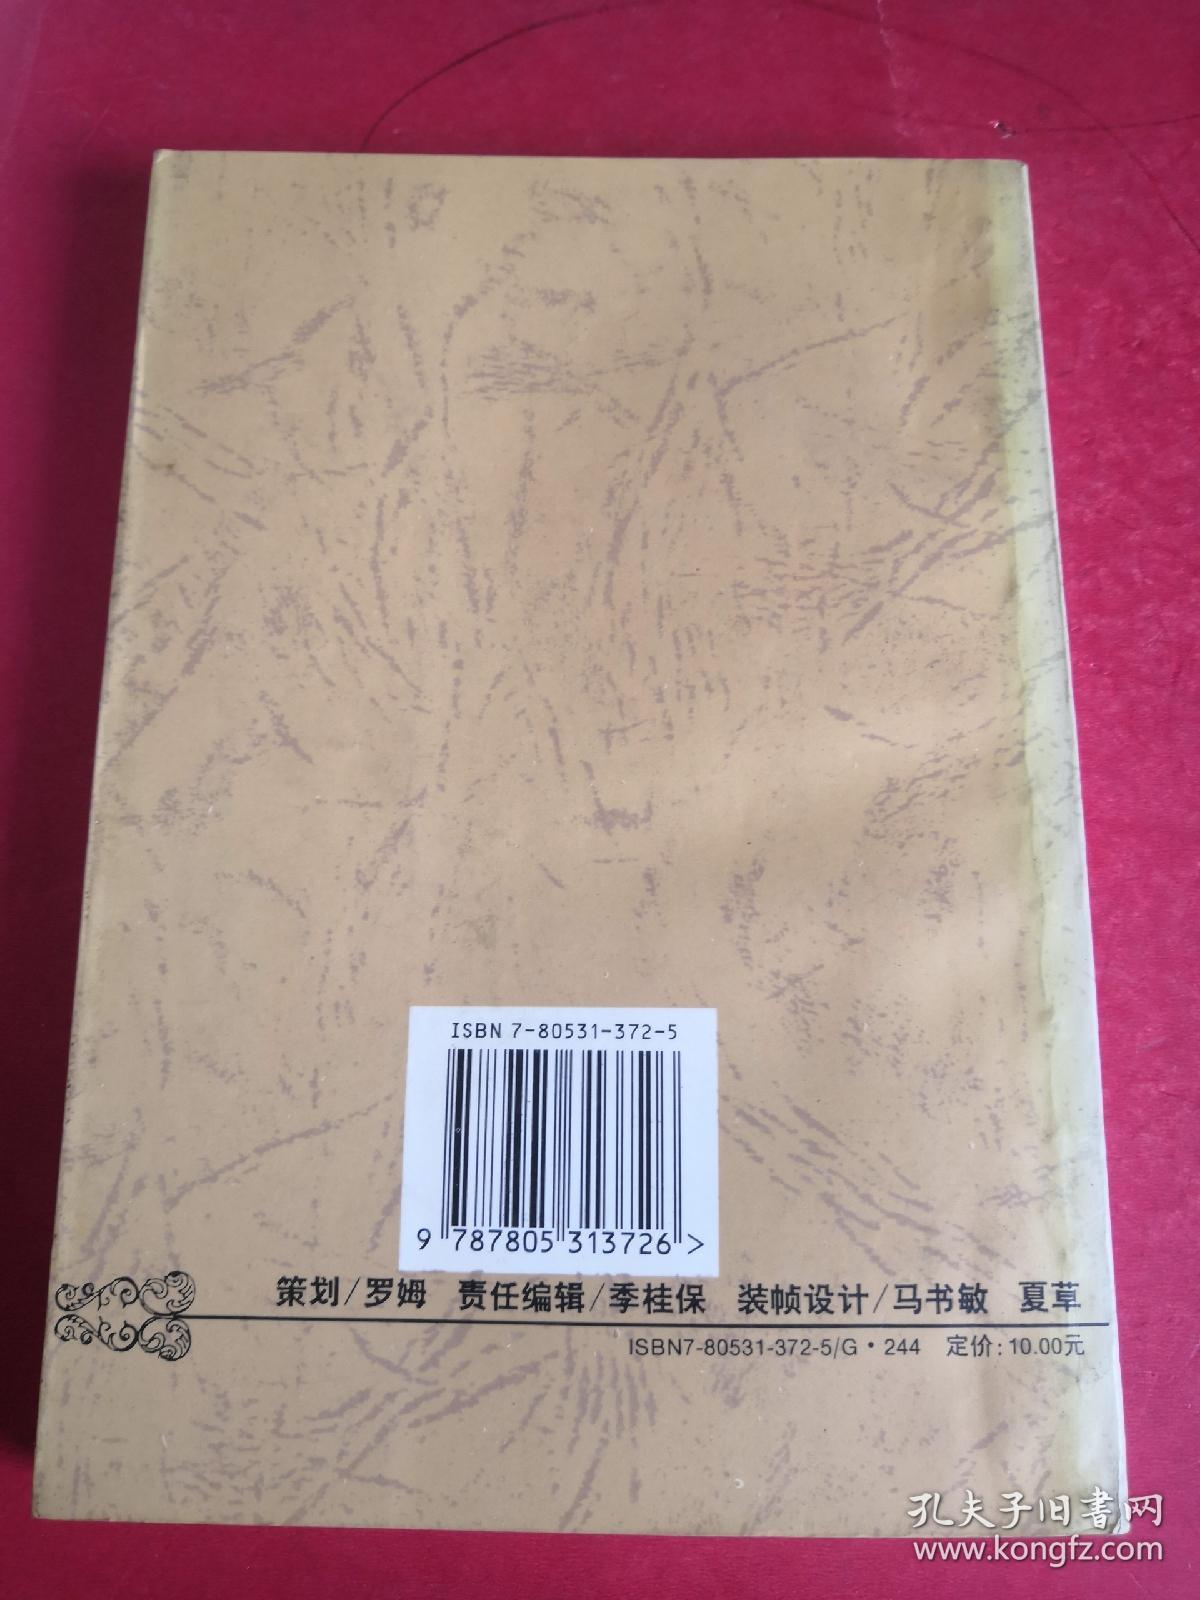 ISBN 7-80531-372-5
9 787805 313726 >
策划/罗姆 责任编辑/季桂保 装帧设计/马书敏 夏草
ISBN7-80531-372-5/G·244 定价:10.00元
孔夫子旧书网
www.kongfz.com